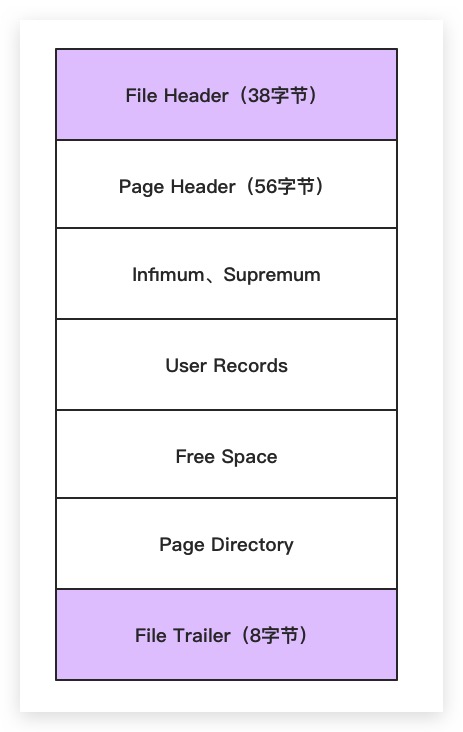 File Header（38字节）
Page Header（56字节）
Infimum、Supremum
User Records
Free Space
Page Directory
File Trailer（8字节）